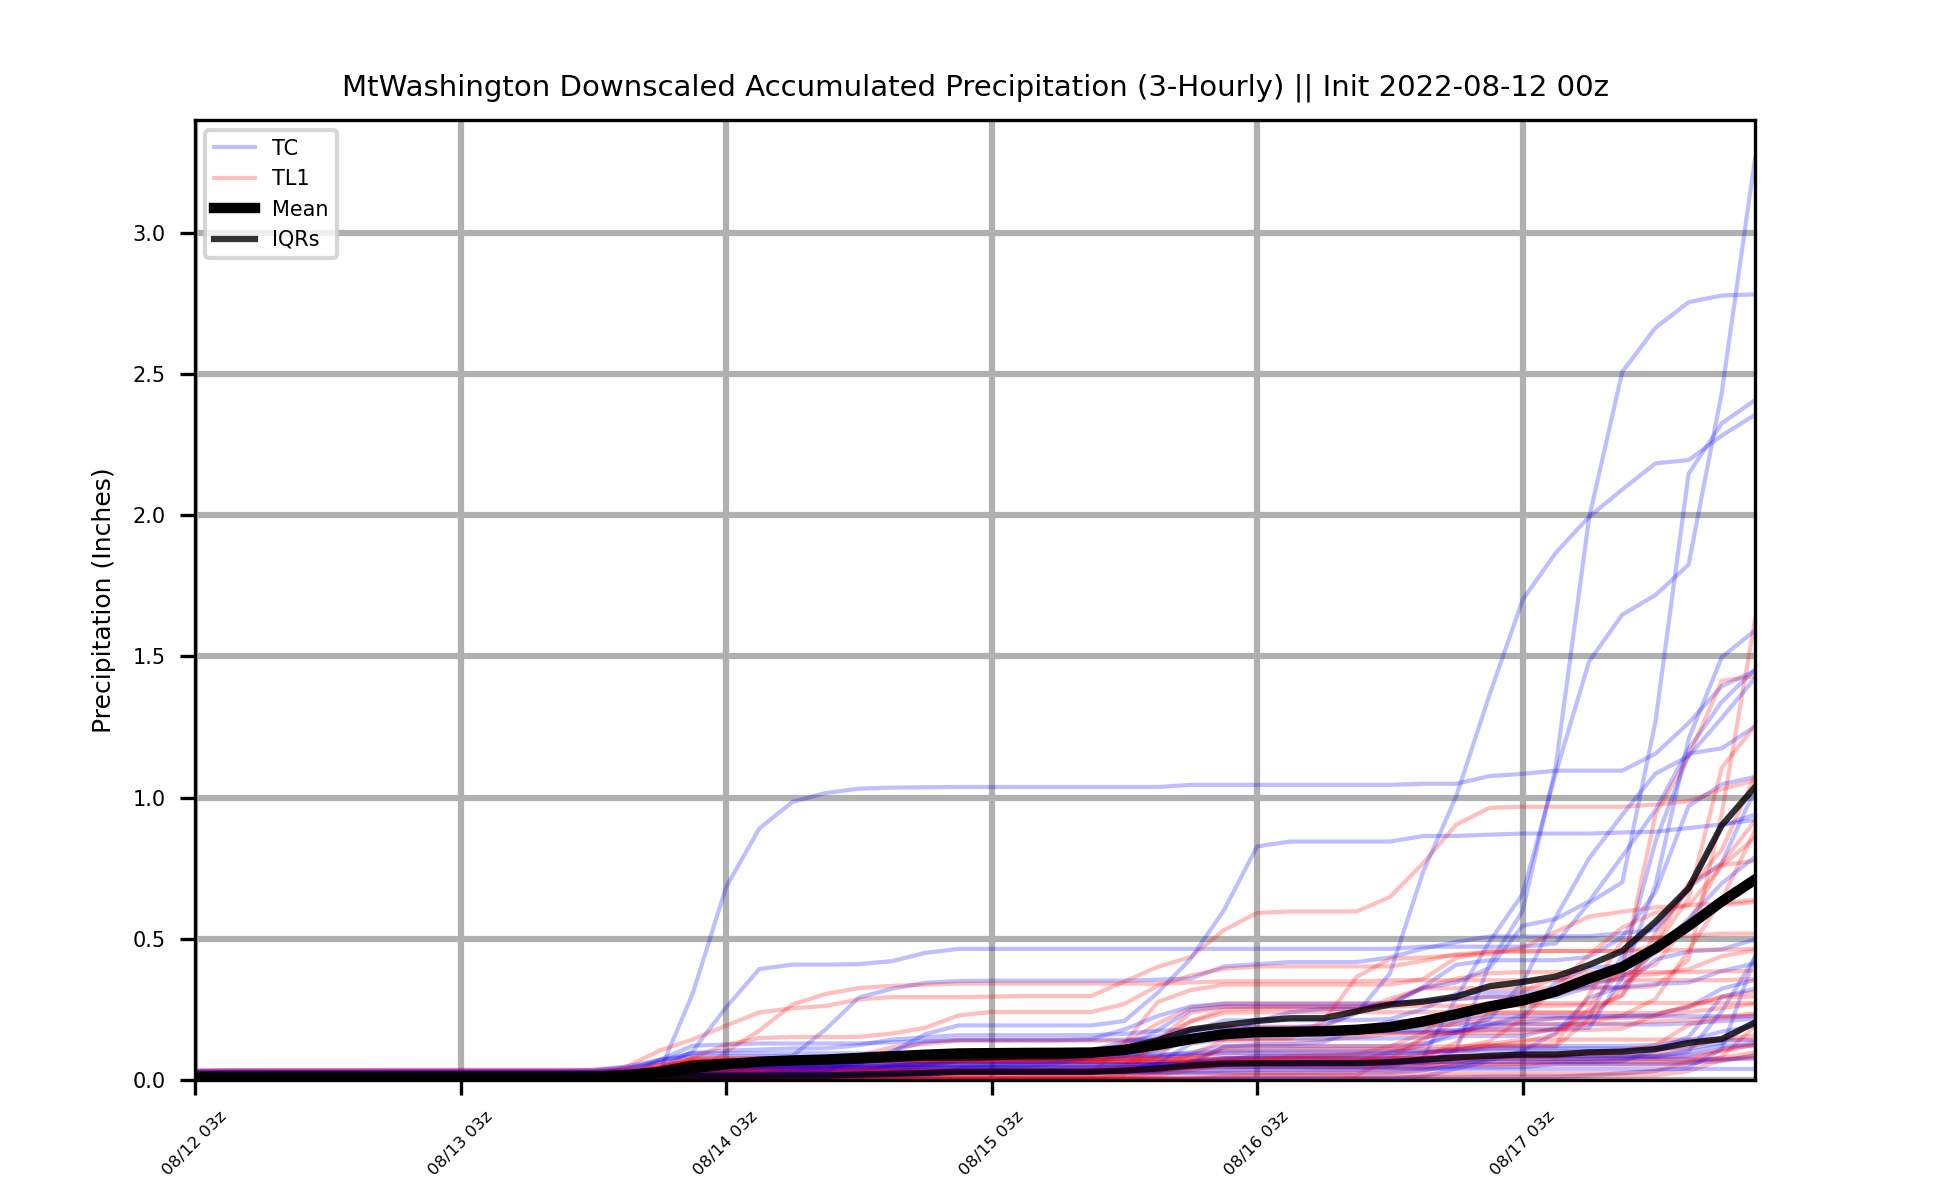 MtWashington Downscaled Accumulated Precipitation (3-Hourly) || Init 2022-08-12 00z
TC
TL1
Mean
IQRs
Precipitation (Inches)
3.0
2.5
2.0
1.5
1.0
0.5
0.0
08/12 03z
08/13 03z
08/14 03z
08/15 03z
08/16 03z
08/17 03z